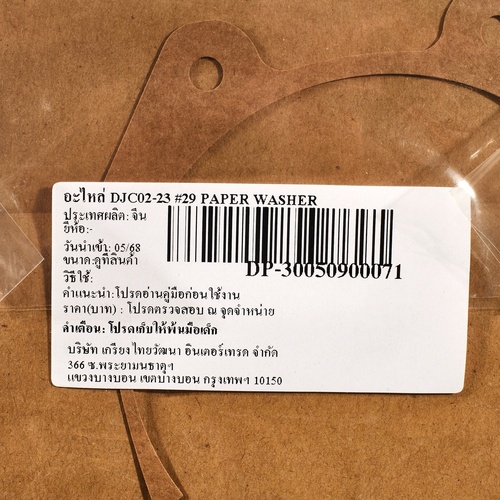 อะไหล่ DJC02-23 #29 PAPER WASHER
ประเทศผลิต: จีน
ยี่ห้อ:-
วันนำเข้า: 05/68
ขนาด:ดูที่สินค้า
DP-30050900071
วิธีใช้:
คำแนะนำ:โปรดอ่านคู่มือก่อนใช้งาน
ราคา(บาท) : โปรดตรวจสอบ ณ จุดจำหน่าย
คำเตือน: โปรดเก็บให้พ้นมือเด็ก
บริษัท เกรียงไทยวัฒนา อินเตอร์เทรด จำกัด
366 ซ.พระยามนธาตุฯ
แขวงบางบอน เขตบางบอน กรุงเทพฯ 10150